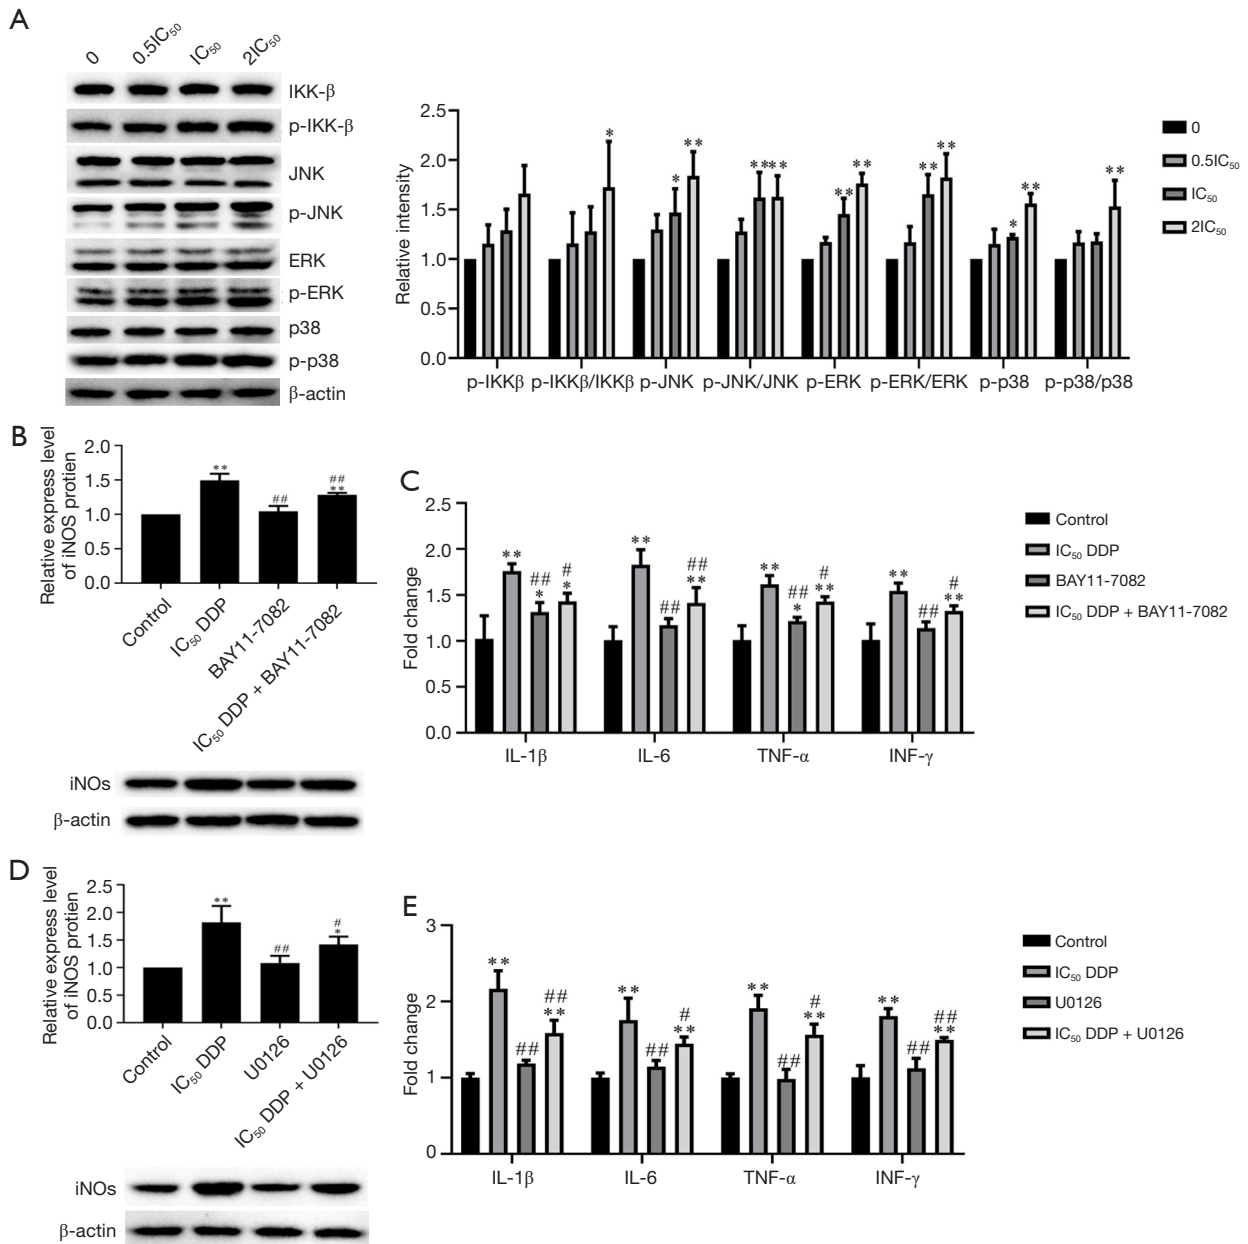 A
0 0.5IC₅₀ IC₅₀ 2IC₅₀
IKK-β
p-IKK-β
JNK
p-JNK
ERK
p-ERK
p38
p-p38
β-actin
Relative intensity
2.5
2.0
1.5
1.0
0.5
0.0
* * ** **** ** ** ** ** * ** **
p-IKKβ p-IKKβ/IKKβ p-JNK p-JNK/JNK p-ERK p-ERK/ERK p-p38 p-p38/p38
0
0.5IC₅₀
IC₅₀
2IC₅₀
B
Relative express level
of iNOS protien
2.0
1.5
1.0
0.5
0.0
** ## ##
**
Control
IC₅₀ DDP
BAY11-7082
IC₅₀ DDP + BAY11-7082
iNOs
β-actin
C
Fold change
2.5
2.0
1.5
1.0
0.5
0.0
** ## * # *
** ## ## **
** ## * # **
** ## # **
IL-1β IL-6 TNF-α INF-γ
Control
IC₅₀ DDP
BAY11-7082
IC₅₀ DDP + BAY11-7082
D
Relative express level
of iNOS protien
2.5
2.0
1.5
1.0
0.5
0.0
** ## #
*
Control
IC₅₀ DDP
U0126
IC₅₀ DDP + U0126
iNOs
β-actin
E
Fold change
3
2
1
0
** ## ## **
** ## # **
** ## # **
** ## ## **
IL-1β IL-6 TNF-α INF-γ
Control
IC₅₀ DDP
U0126
IC₅₀ DDP + U0126